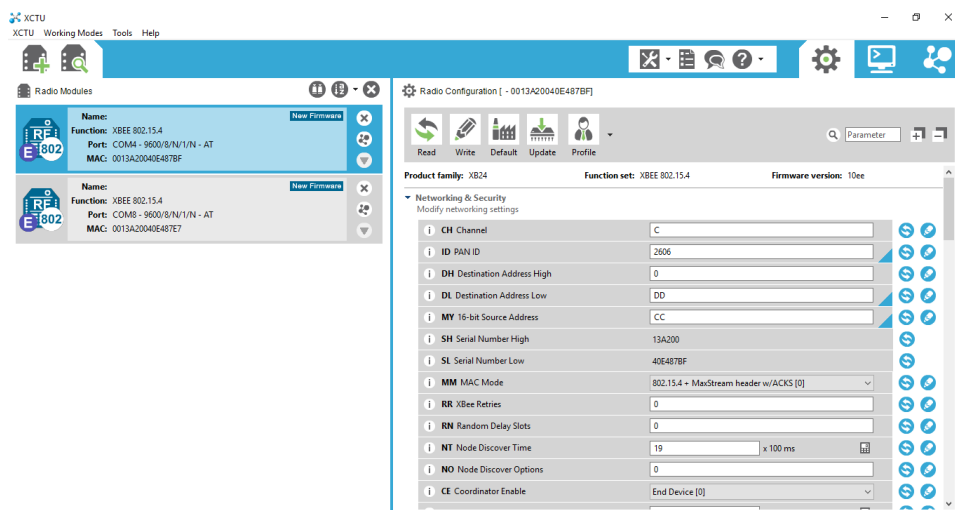 XCTU
XCTU Working Modes Tools Help
Radio Modules
Name: New Firmware
Function: XBEE 802.15.4
Port: COM4 - 9600/8/N/1/N - AT
MAC: 0013A20040E487BF
RF
E 802
Name: New Firmware
Function: XBEE 802.15.4
Port: COM8 - 9600/8/N/1/N - AT
MAC: 0013A20040E487E7
RF
E 802
Radio Configuration [ - 0013A20040E487BF]
Read Write Default Update Profile
Parameter
Product family: XB24 Function set: XBEE 802.15.4 Firmware version: 10ee
Networking & Security
Modify networking settings
i CH Channel C
i ID PAN ID 2606
i DH Destination Address High 0
i DL Destination Address Low DD
i MY 16-bit Source Address CC
i SH Serial Number High 13A200
i SL Serial Number Low 40E487BF
i MM MAC Mode 802.15.4 + MaxStream header w/ACKS [0]
i RR XBee Retries 0
i RN Random Delay Slots 0
i NT Node Discover Time 19 x 100 ms
i NO Node Discover Options 0
i CE Coordinator Enable End Device [0]